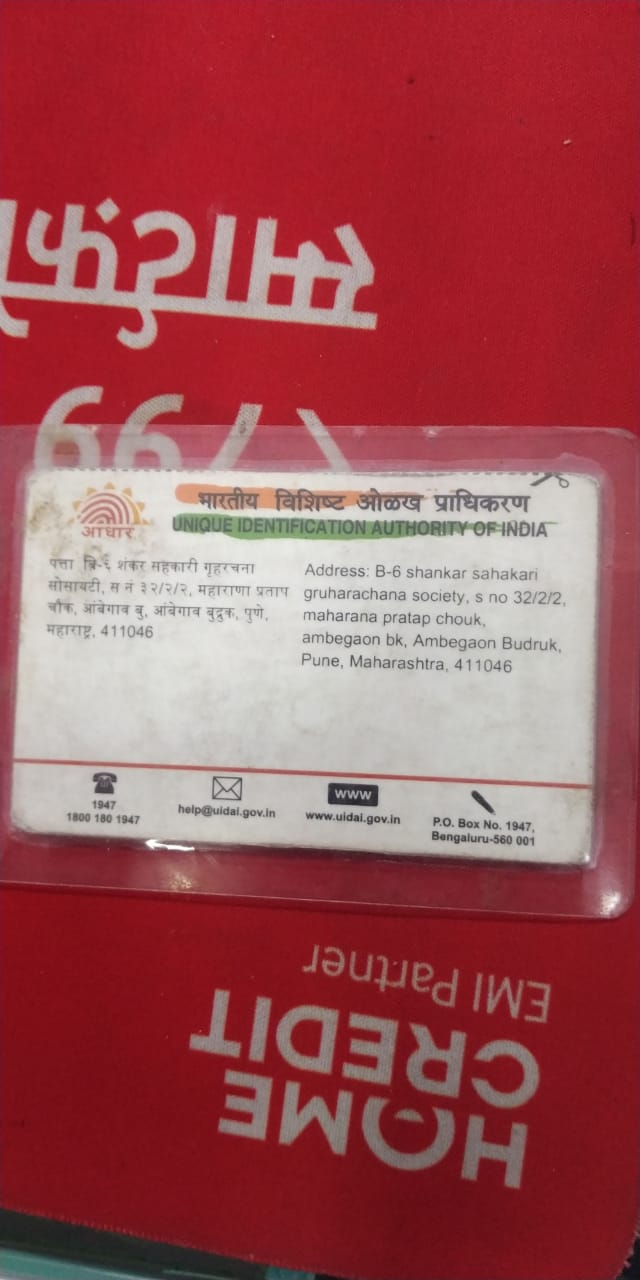 स्मार्टफोन
₹799
आधार
भारतीय विशिष्ट ओळख प्राधिकरण
UNIQUE IDENTIFICATION AUTHORITY OF INDIA
पत्ता बि-६ शंकर सहकारी गृहरचना
सोसायटी, स नं ३२/२/२, महाराणा प्रताप
चौक, आंबेगाव बु, आंबेगाव बुद्रुक, पुणे,
महाराष्ट्र, 411046
Address: B-6 shankar sahakari
gruharachana society, s no 32/2/2,
maharana pratap chouk,
ambegaon bk, Ambegaon Budruk,
Pune, Maharashtra, 411046
1947
1800 180 1947
help@uidai.gov.in
www
www.uidai.gov.in
P.O. Box No. 1947,
Bengaluru-560 001
HOME
CREDIT
EMI Partner